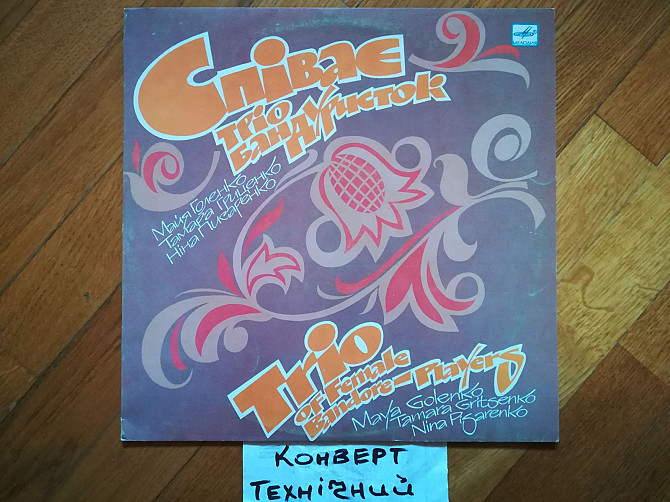 Співає
тріо
бандуристок
Майя Голенко
Тамара Гриценко
Ніна Писаренко
Trio
of Female
Bandore-Players
Maya Golenko
Tamara Gritsenko
Nina Pisarenko
КОНВЕРТ
ТЕХНІЧНИЙ